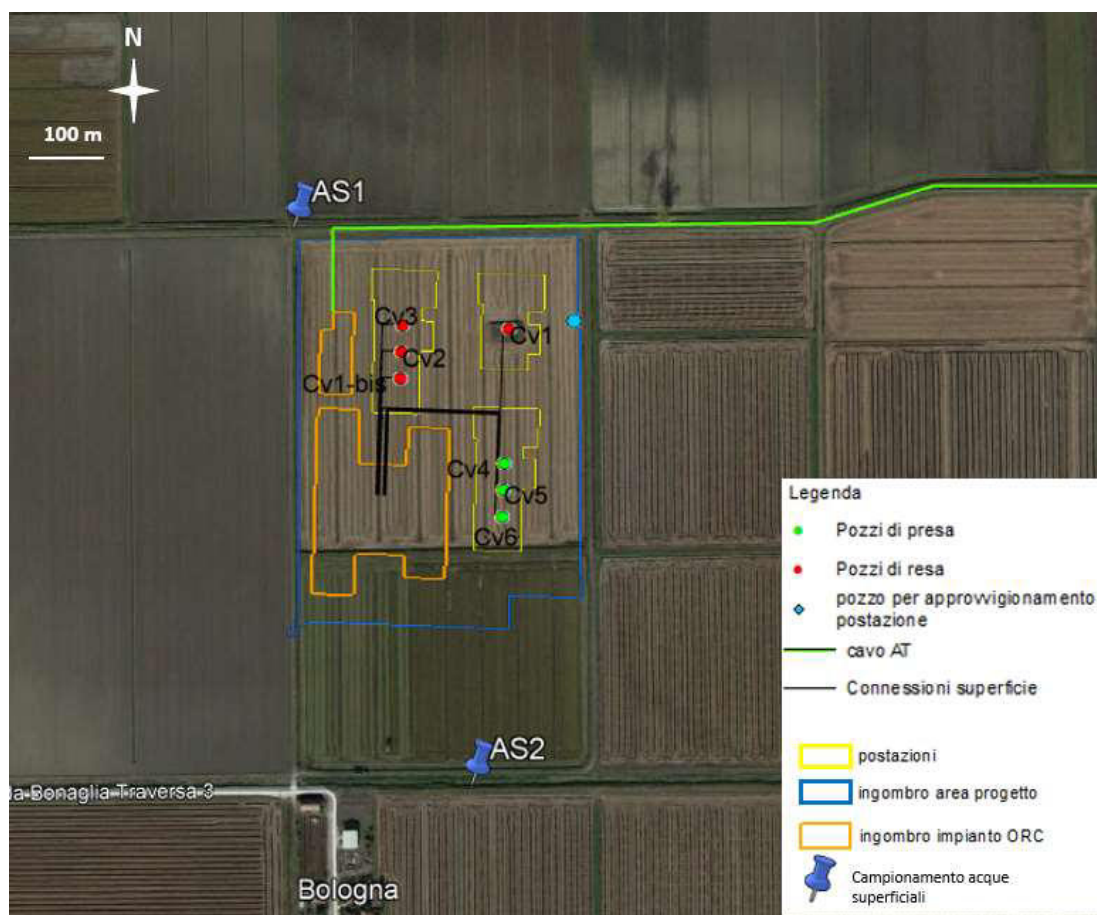 N
100 m
AS1
Cv3
Cv1
Cv2
Cv1-bis
Cv4
Cv5
Cv6
AS2
Bonaglia Traversa 3
Bologna
Legenda
Pozzi di presa
Pozzi di resa
pozzo per approvvigionamento
postazione
cavo AT
Connessioni superficie
postazioni
ingombro area progetto
ingombro impianto ORC
Campionamento acque
superficiali